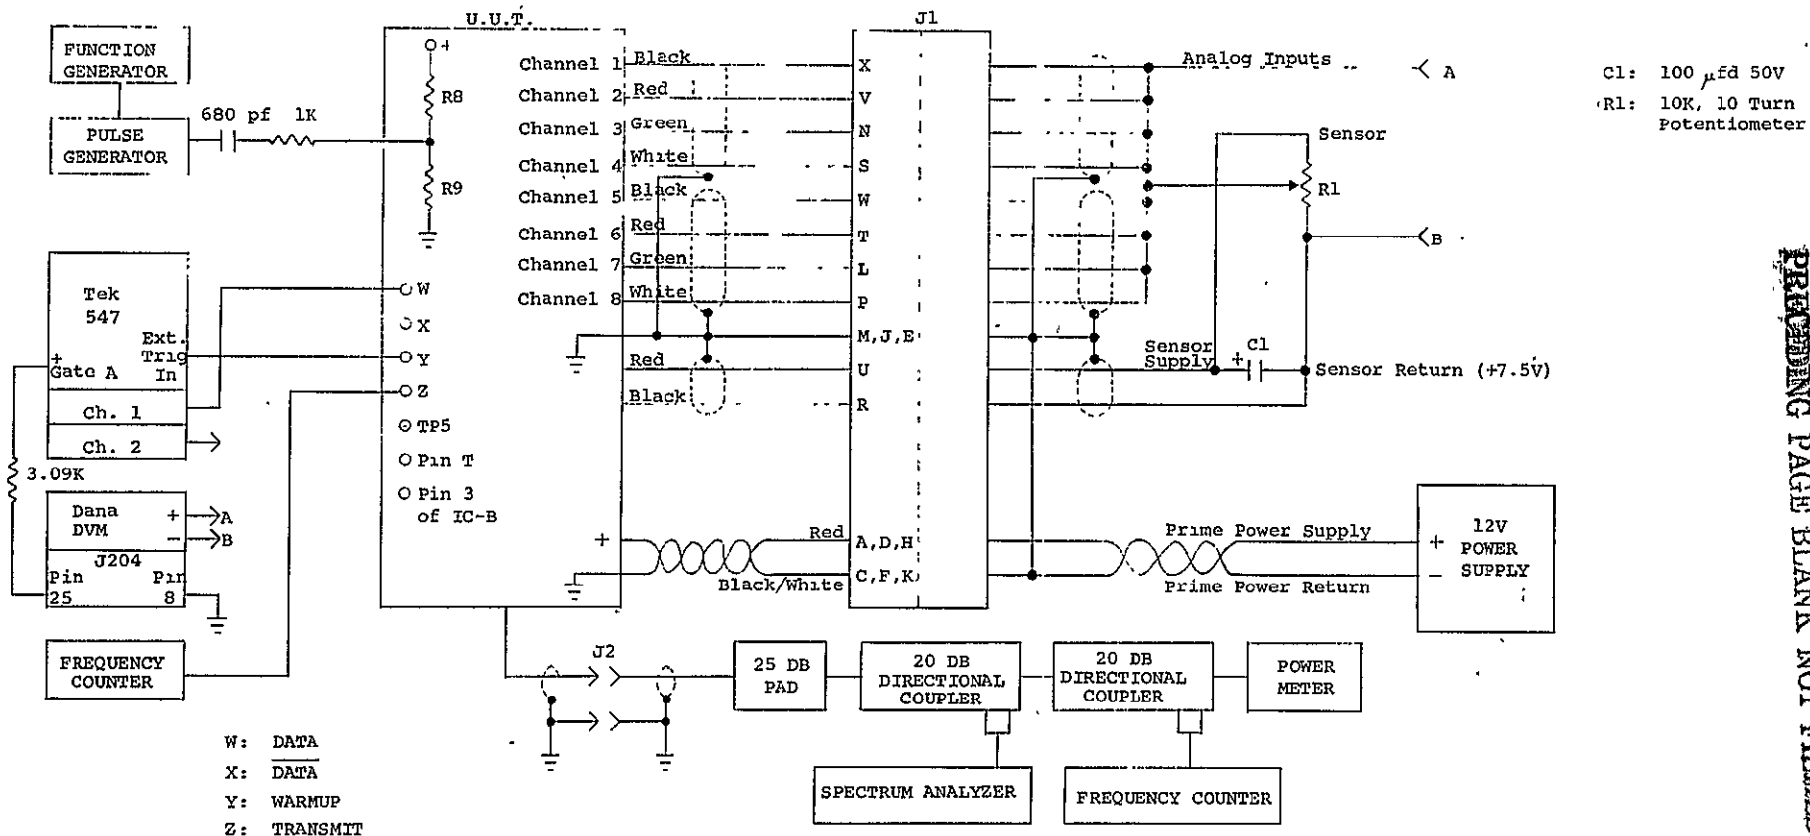 U.U.T.
J1
FUNCTION
GENERATOR
PULSE
GENERATOR
680 pf 1K
+
R8
R9
Channel 1 Black
Channel 2 Red
Channel 3 Green
Channel 4 White
Channel 5 Black
Channel 6 Red
Channel 7 Green
Channel 8 White
X
V
N
S
W
T
L
P
M,J,E
U
R
Red
Black
Analog Inputs
A
Sensor
R1
B
Sensor
Supply
+ C1
Sensor Return (+7.5V)
C1: 100 μfd 50V
R1: 10K, 10 Turn
Potentiometer
Tek
547
Ext.
Trig
In
+
Gate A
Ch. 1
Ch. 2
3.09K
Dana
DVM
+ A
- B
J204
Pin
25
Pin
8
FREQUENCY
COUNTER
W
X
Y
Z
TP5
Pin T
Pin 3
of IC-B
+
Red
Black/White
A,D,H
C,F,K
Prime Power Supply
Prime Power Return
+
-
12V
POWER
SUPPLY
J2
25 DB
PAD
20 DB
DIRECTIONAL
COUPLER
20 DB
DIRECTIONAL
COUPLER
POWER
METER
SPECTRUM ANALYZER
FREQUENCY COUNTER
W: DATA
X: DATA
Y: WARMUP
Z: TRANSMIT
PRECEDING PAGE BLANK NOT FILMED